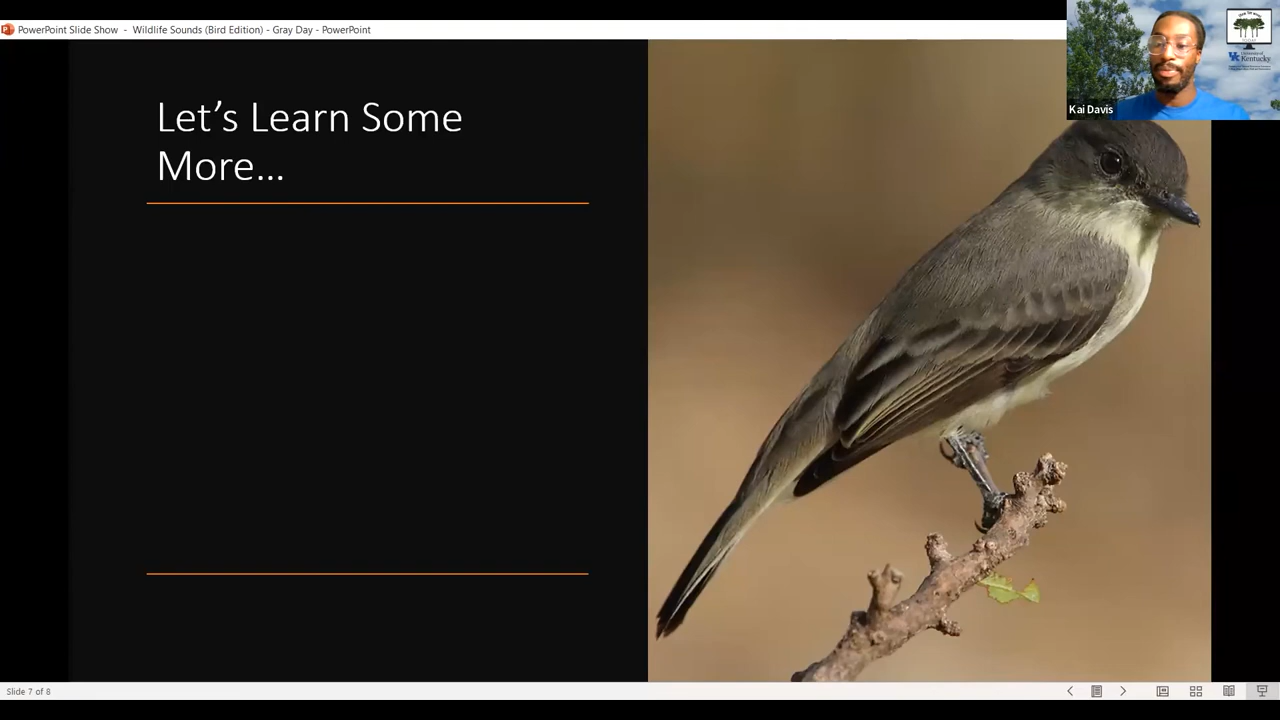 PowerPoint Slide Show - Wildlife Sounds (Bird Edition) - Gray Day - PowerPoint
Kentucky
Kai Davis
Let's Learn Some
More...
Slide 7 of 8